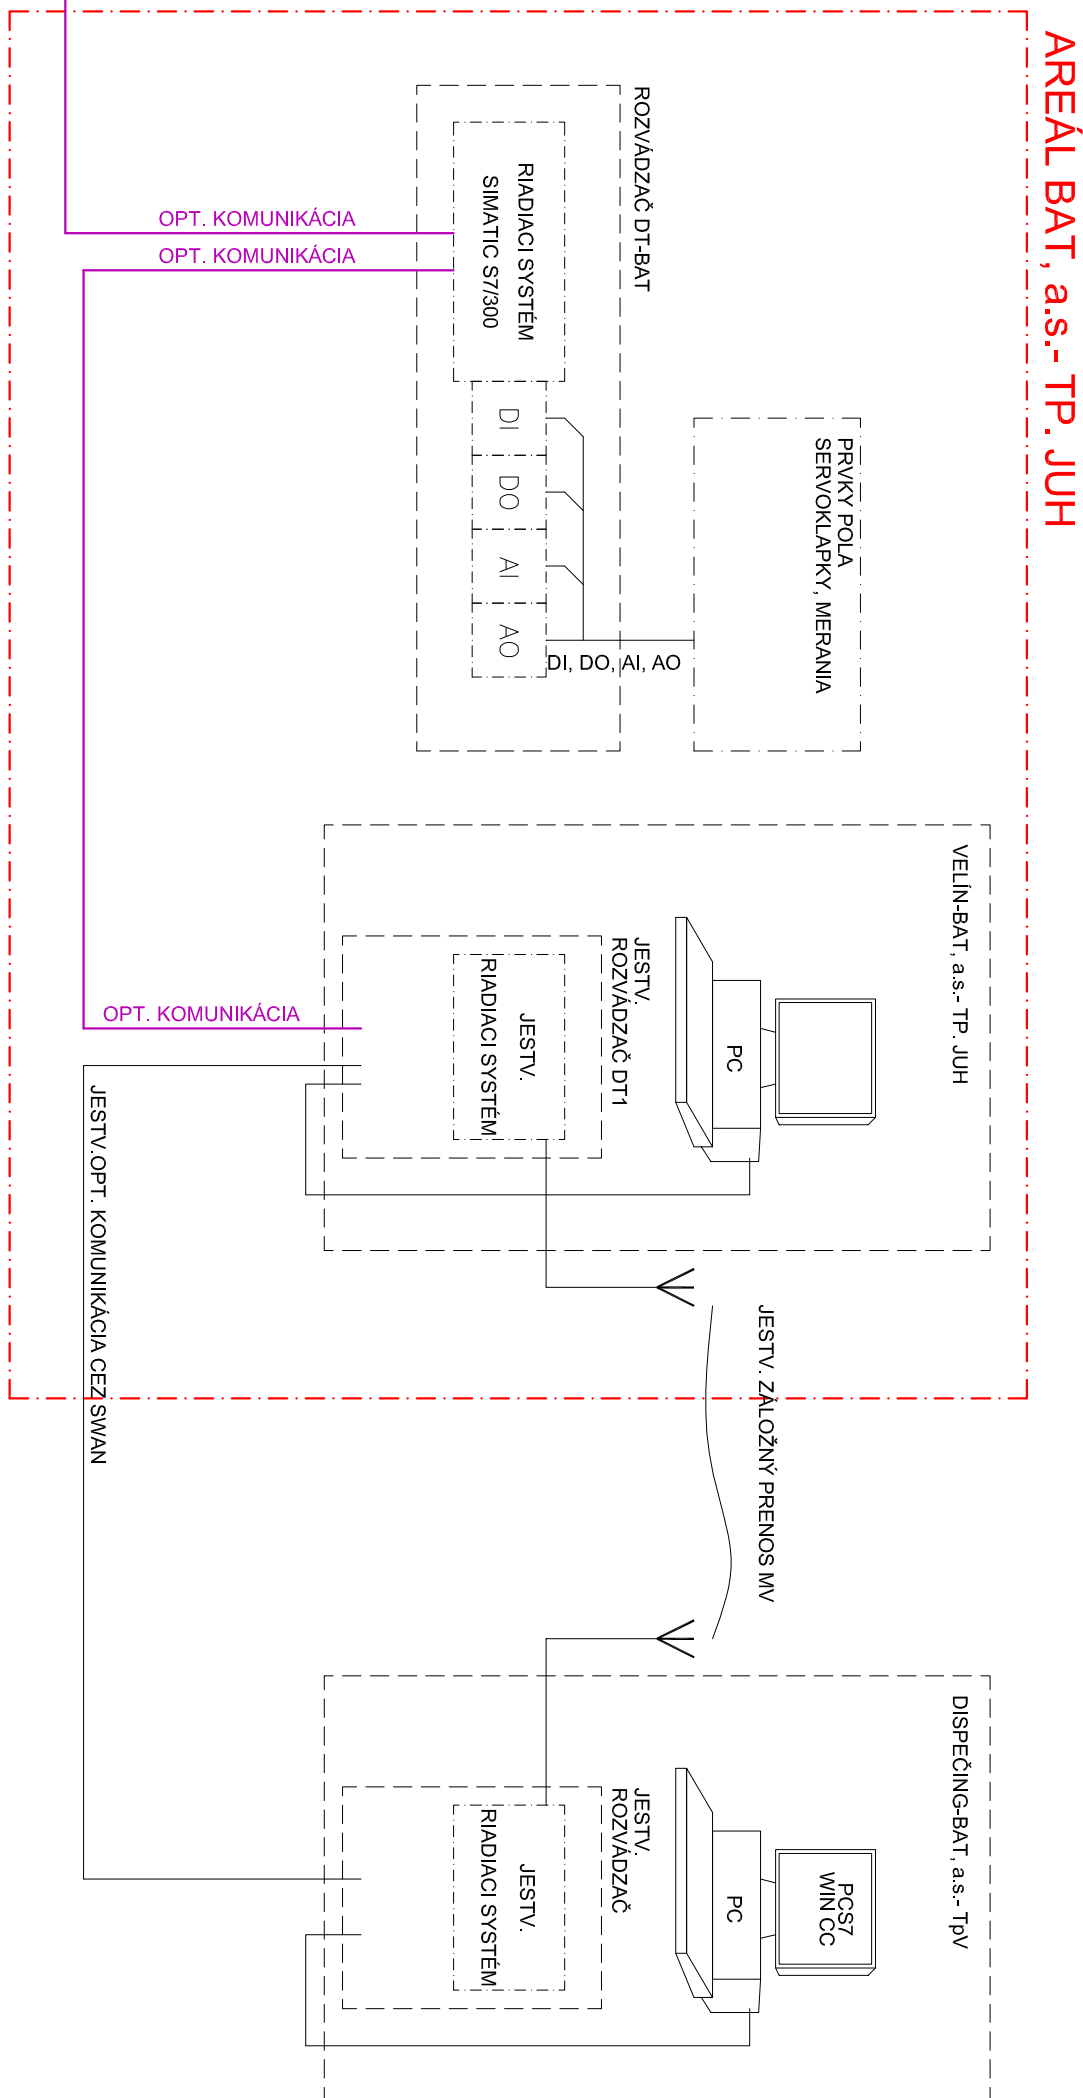 AREÁL BAT, a.s.- TP. JUH
ROZVÁDZAČ DT-BAT
RIADIACI SYSTÉM
SIMATIC S7/300
DI
DO
AI
AO
DI, DO, AI, AO
PRVKY POLA
SERVOKLAPKY, MERANIA
OPT. KOMUNIKÁCIA
OPT. KOMUNIKÁCIA
VELÍN-BAT, a.s.- TP. JUH
PC
JESTV.
ROZVÁDZAČ DT1
JESTV.
RIADIACI SYSTÉM
OPT. KOMUNIKÁCIA
JESTV.OPT. KOMUNIKÁCIA CEZ SWAN
JESTV. ZÁLOŽNÝ PRENOS MV
DISPEČING-BAT, a.s.- TpV
PCS7
WIN CC
PC
JESTV.
ROZVÁDZAČ
JESTV.
RIADIACI SYSTÉM